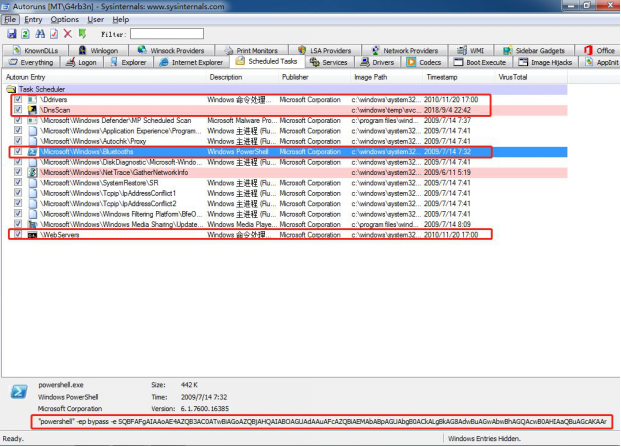 Autoruns [MT\G4rb3n] - Sysinternals: www.sysinternals.com
File Entry Options User Help
Filter:
KnownDLLs Winlogon Winsock Providers Print Monitors LSA Providers Network Providers WMI Sidebar Gadgets Office
Everything Logon Explorer Internet Explorer Scheduled Tasks Services Drivers Codecs Boot Execute Image Hijacks AppInit
Autorun Entry Description Publisher Image Path Timestamp VirusTotal
Task Scheduler
\Ddrivers Windows 命令处理... Microsoft Corporation c:\windows\system32... 2010/11/20 17:00
\DnsScan c:\windows\temp\svc... 2018/9/4 22:42
\Microsoft\Windows Defender\MP Scheduled Scan Microsoft Malware Pro... Microsoft Corporation c:\program files\wind... 2009/7/14 7:37
\Microsoft\Windows\Application Experience\Program... Windows 主进程 (Ru... Microsoft Corporation c:\windows\system32... 2009/7/14 7:41
\Microsoft\Windows\Autochk\Proxy Windows 主进程 (Ru... Microsoft Corporation c:\windows\system32... 2009/7/14 7:41
\Microsoft\Windows\Bluetooths Windows PowerShell Microsoft Corporation c:\windows\system32... 2009/7/14 7:32
\Microsoft\Windows\DiskDiagnostic\Microsoft-Windo... Windows 主进程 (Ru... Microsoft Corporation c:\windows\system32... 2009/7/14 7:41
\Microsoft\Windows\NetTrace\GatherNetworkInfo c:\windows\system32... 2009/6/11 5:19
\Microsoft\Windows\SystemRestore\SR Windows 主进程 (Ru... Microsoft Corporation c:\windows\system32... 2009/7/14 7:41
\Microsoft\Windows\Tcpip\IpAddressConflict1 Windows 主进程 (Ru... Microsoft Corporation c:\windows\system32... 2009/7/14 7:41
\Microsoft\Windows\Tcpip\IpAddressConflict2 Windows 主进程 (Ru... Microsoft Corporation c:\windows\system32... 2009/7/14 7:41
\Microsoft\Windows\Windows Filtering Platform\BfeO... Windows 主进程 (Ru... Microsoft Corporation c:\windows\system32... 2009/7/14 7:41
\Microsoft\Windows\Windows Media Sharing\Update... Windows Media Playe... Microsoft Corporation c:\program files\wind... 2009/7/14 8:09
\WebServers Windows 命令处理... Microsoft Corporation c:\windows\system32... 2010/11/20 17:00
powershell.exe Size: 442 K
Windows PowerShell Time: 2009/7/14 7:32
Microsoft Corporation Version: 6.1.7600.16385
"powershell" -ep bypass -e
Ready. Windows Entries Hidden.